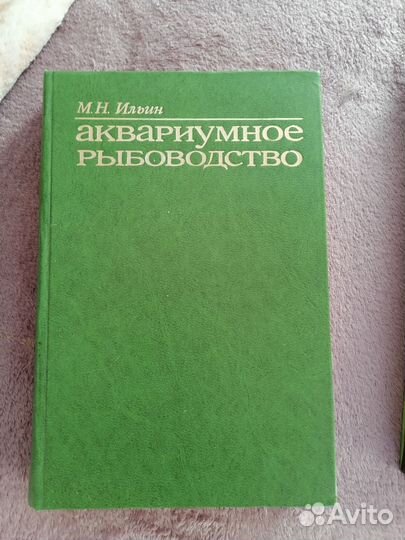 М.Н. Ильин
аквариумное
рыбоводство
Avito